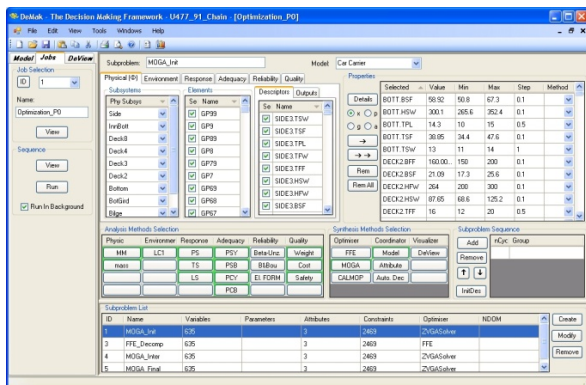 DeMak - The Decision Making Framework - U477_91_Chain - [Optimization_P0]
File Edit View Tools Windows Help
Model Jobs DeView
Job Selection
ID 1
Name:
Optimization_P0
View
Sequence
View
Run
Run In Background
Subproblem: MOGA_Init Model: Car Carrier
Physical (Φ) Environment Response Adequacy Reliability Quality
Subsystems
Phy Subsys
Side
InnBott
Deck8
Deck4
Deck3
Deck2
Bottom
BotGird
Bilge
Elements
Se Name
GP99
GP9
GP89
GP8
GP79
GP7
GP69
GP68
GP67
Descriptors Outputs
Se Name
SIDE3.TSW
SIDE3.TSF
SIDE3.TPL
SIDE3.TFW
SIDE3.TFF
SIDE3.HSW
SIDE3.HFW
SIDE3.BSF
Properties
Details
x p
g a
→
→ →
Rem
Rem All
Selected Value Min Max Step Method
BOTT.BSF 58.92 50.8 67.3 0.1
BOTT.HSW 300.1 265.6 352.4 0.1
BOTT.TPL 14.3 10 15 0.5
BOTT.TSF 38.85 34.4 47.6 0.1
BOTT.TSW 13 11 14 1
DECK2.BFF 160.00... 150 200 0.1
DECK2.BSF 21.09 17.3 25.6 0.1
DECK2.HFW 264 200 300 0.1
DECK2.HSW 87.65 68.6 125.2 0.1
DECK2.TFF 16 12 20 0.5
Analysis Methods Selection
Physic Environmer Response Adequacy Reliability Quality
MM LC1 PS PSY Beta-Unc. Weight
mass TS PSB B&Bou Cost
LS PCY El. FORM Safety
PCB
Synthesis Methods Selection
Optimiser Coordinator Visualizer
FFE Model DeView
MOGA Attribute
CALMOP Auto. Dec
Subproblem Sequence
Add
Remove
↑ ↓
InitDes
nCyc Group
Subproblem List
ID Name Variables Parameters Attributes Constraints Optimiser NDOM
1 MOGA_Init 635 3 2469 ZVGASolver
3 FFE_Decomp 635 3 2469 FFE
4 MOGA_Inter 635 3 2469 ZVGASolver
5 MOGA_Final 635 3 2469 ZVGASolver
Create
Modify
Remove